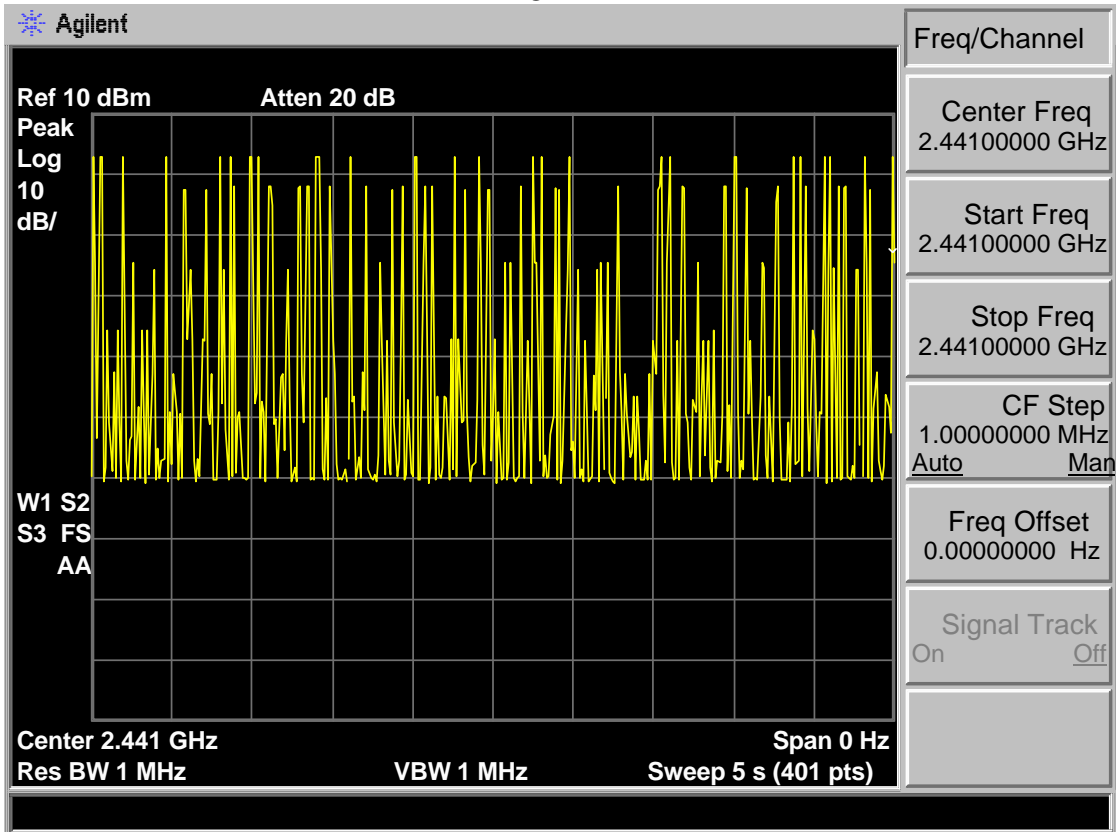 Agilent
Ref 10 dBm Atten 20 dB
Peak
Log
10
dB/
W1 S2
S3 FS
AA
Center 2.441 GHz Span 0 Hz
Res BW 1 MHz VBW 1 MHz Sweep 5 s (401 pts)
Freq/Channel
Center Freq
2.44100000 GHz
Start Freq
2.44100000 GHz
Stop Freq
2.44100000 GHz
CF Step
1.00000000 MHz
Auto Man
Freq Offset
0.00000000 Hz
Signal Track
On Off